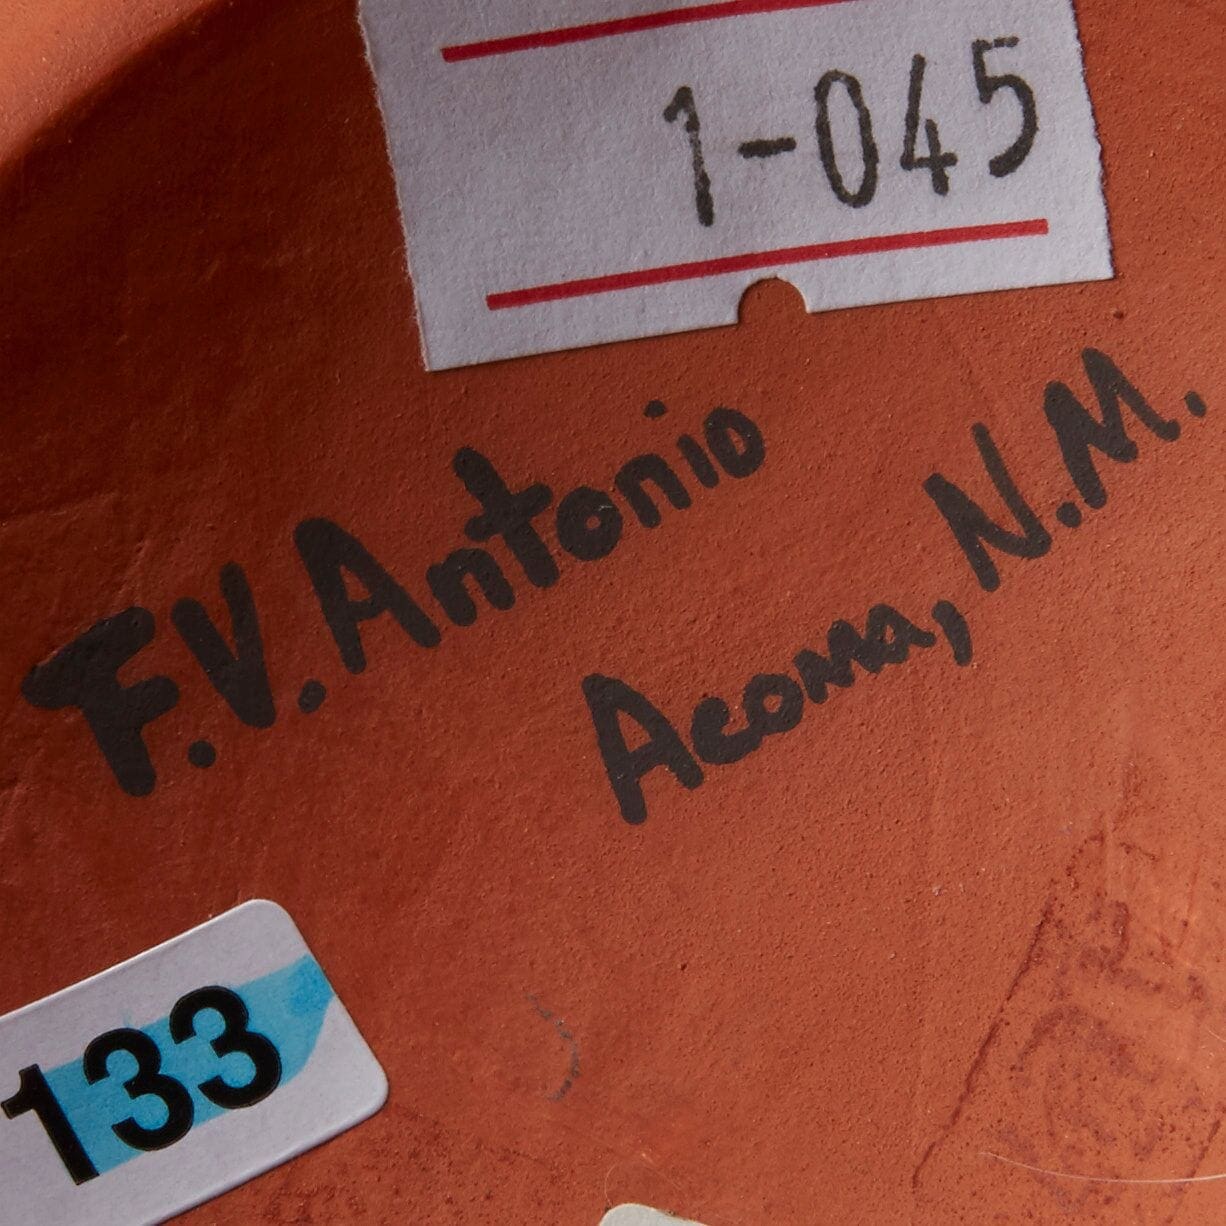 1-045
F.V. Antonio
Acoma, N.M.
133